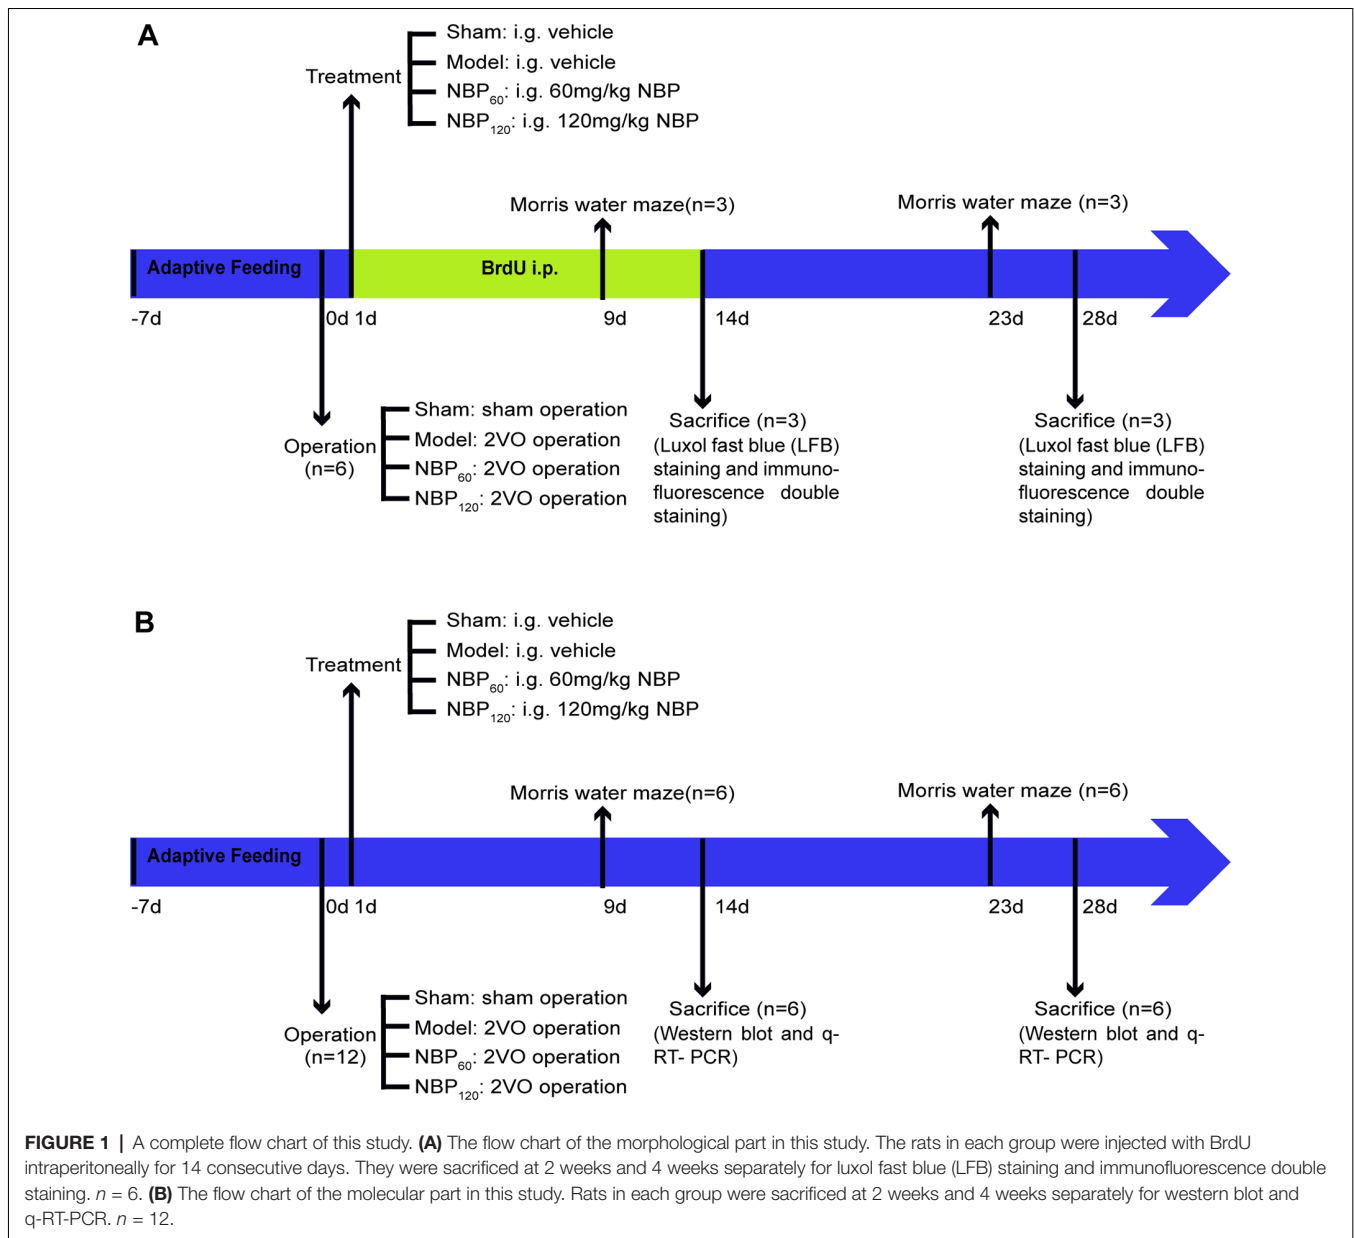 A
Sham: i.g. vehicle
Model: i.g. vehicle
Treatment
NBP60: i.g. 60mg/kg NBP
NBP120: i.g. 120mg/kg NBP
Morris water maze(n=3)
Morris water maze (n=3)
Adaptive Feeding
BrdU i.p.
-7d
0d
1d
9d
14d
23d
28d
Operation
(n=6)
Sham: sham operation
Model: 2VO operation
NBP60: 2VO operation
NBP120: 2VO operation
Sacrifice (n=3)
(Luxol fast blue (LFB)
staining and immuno-
fluorescence double
staining)
Sacrifice (n=3)
(Luxol fast blue (LFB)
staining and immuno-
fluorescence double
staining)
B
Sham: i.g. vehicle
Model: i.g. vehicle
Treatment
NBP60: i.g. 60mg/kg NBP
NBP120: i.g. 120mg/kg NBP
Morris water maze(n=6)
Morris water maze (n=6)
Adaptive Feeding
-7d
0d
1d
9d
14d
23d
28d
Operation
(n=12)
Sham: sham operation
Model: 2VO operation
NBP60: 2VO operation
NBP120: 2VO operation
Sacrifice (n=6)
(Western blot and q-
RT- PCR)
Sacrifice (n=6)
(Western blot and q-
RT- PCR)
FIGURE 1 | A complete flow chart of this study. (A) The flow chart of the morphological part in this study. The rats in each group were injected with BrdU
intraperitoneally for 14 consecutive days. They were sacrificed at 2 weeks and 4 weeks separately for luxol fast blue (LFB) staining and immunofluorescence double
staining. n = 6. (B) The flow chart of the molecular part in this study. Rats in each group were sacrificed at 2 weeks and 4 weeks separately for western blot and
q-RT-PCR. n = 12.